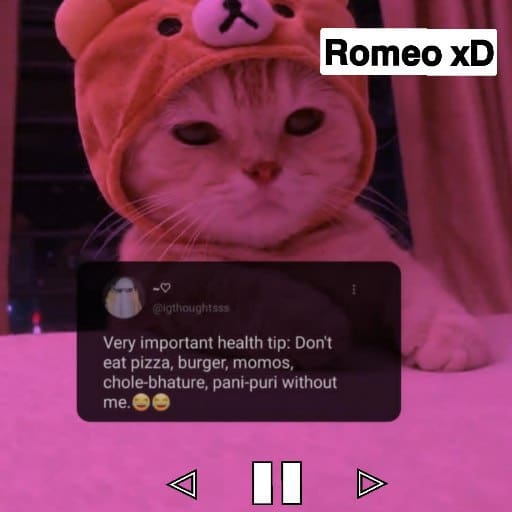 Romeo xD
~♡
@igthoughtsss
Very important health tip: Don't
eat pizza, burger, momos,
chole-bhature, pani-puri without
me.😂😂